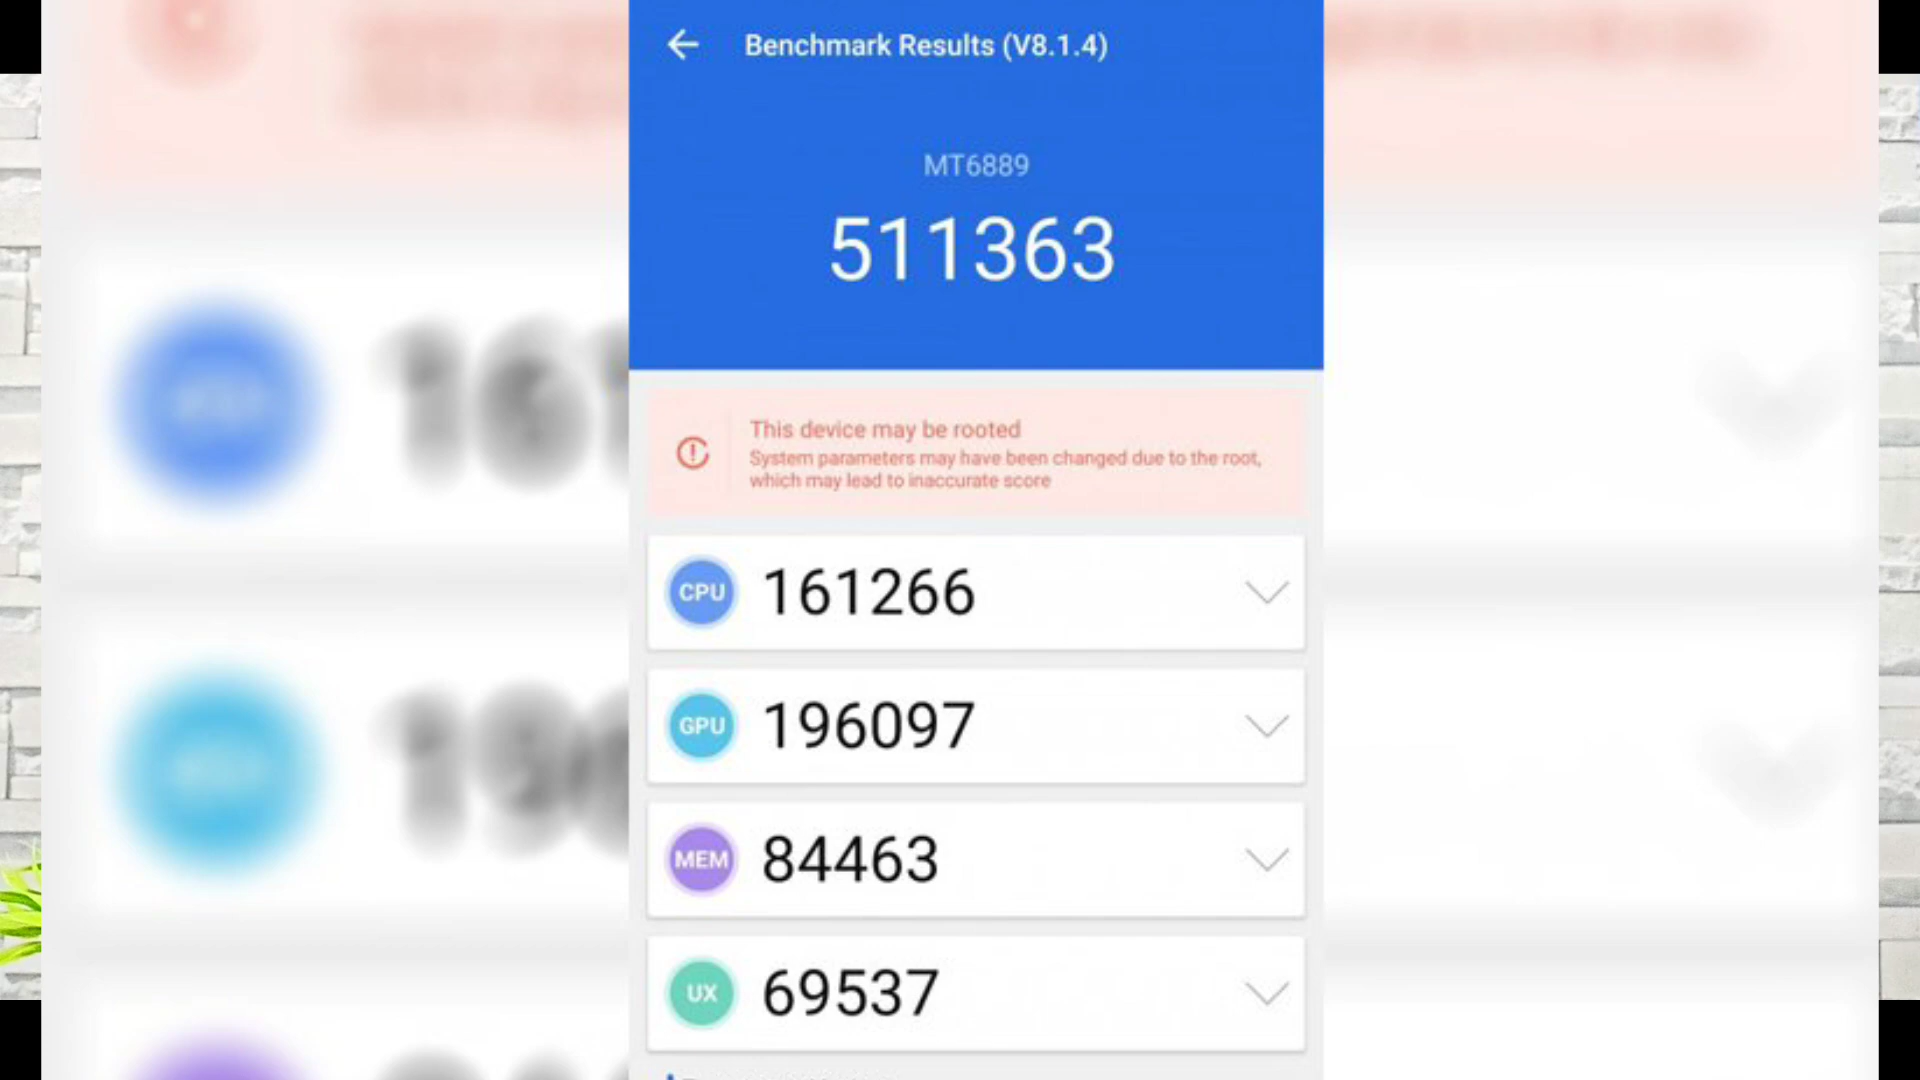 Benchmark Results (V8.1.4)
MT6889
511363
This device may be rooted
System parameters may have been changed due to the root,
which may lead to inaccurate score
CPU 161266
GPU 196097
MEM 84463
UX 69537